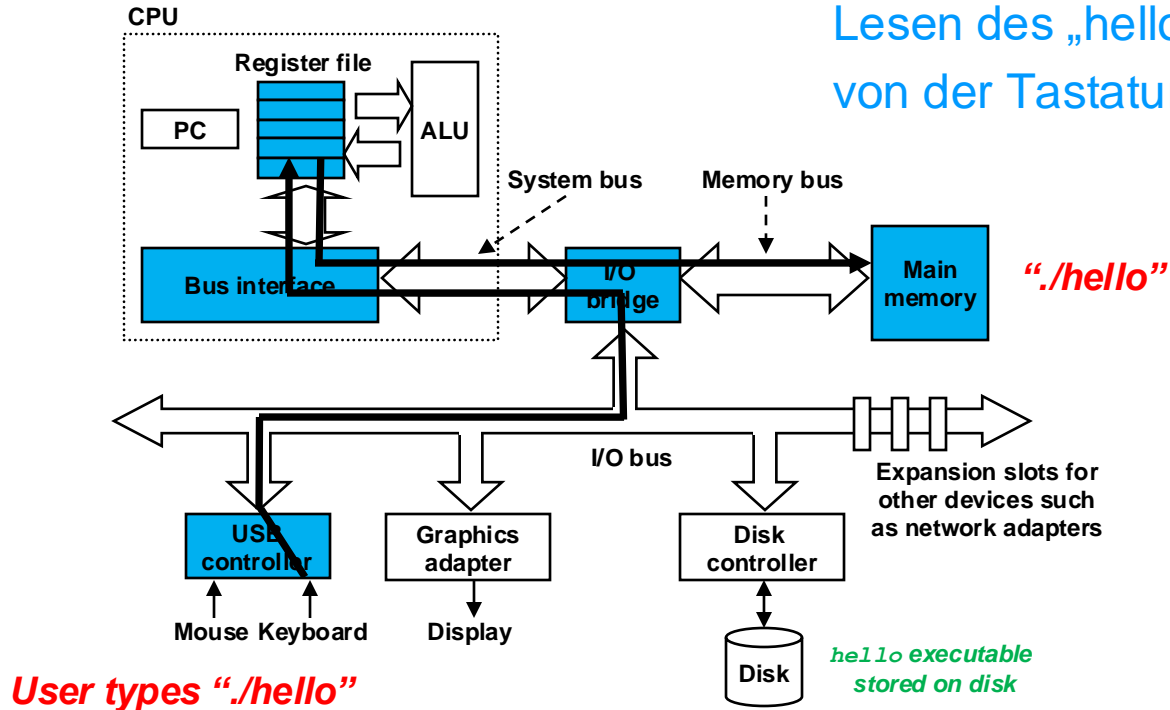 CPU
Lesen des „hello
von der Tastatu
Register file
PC
ALU
System bus
Memory bus
Bus interface
I/O
bridge
Main
memory
“./hello”
I/O bus
Expansion slots for
other devices such
as network adapters
USB
controller
Graphics
adapter
Disk
controller
Mouse Keyboard
Display
Disk
hello executable
stored on disk
User types “./hello”